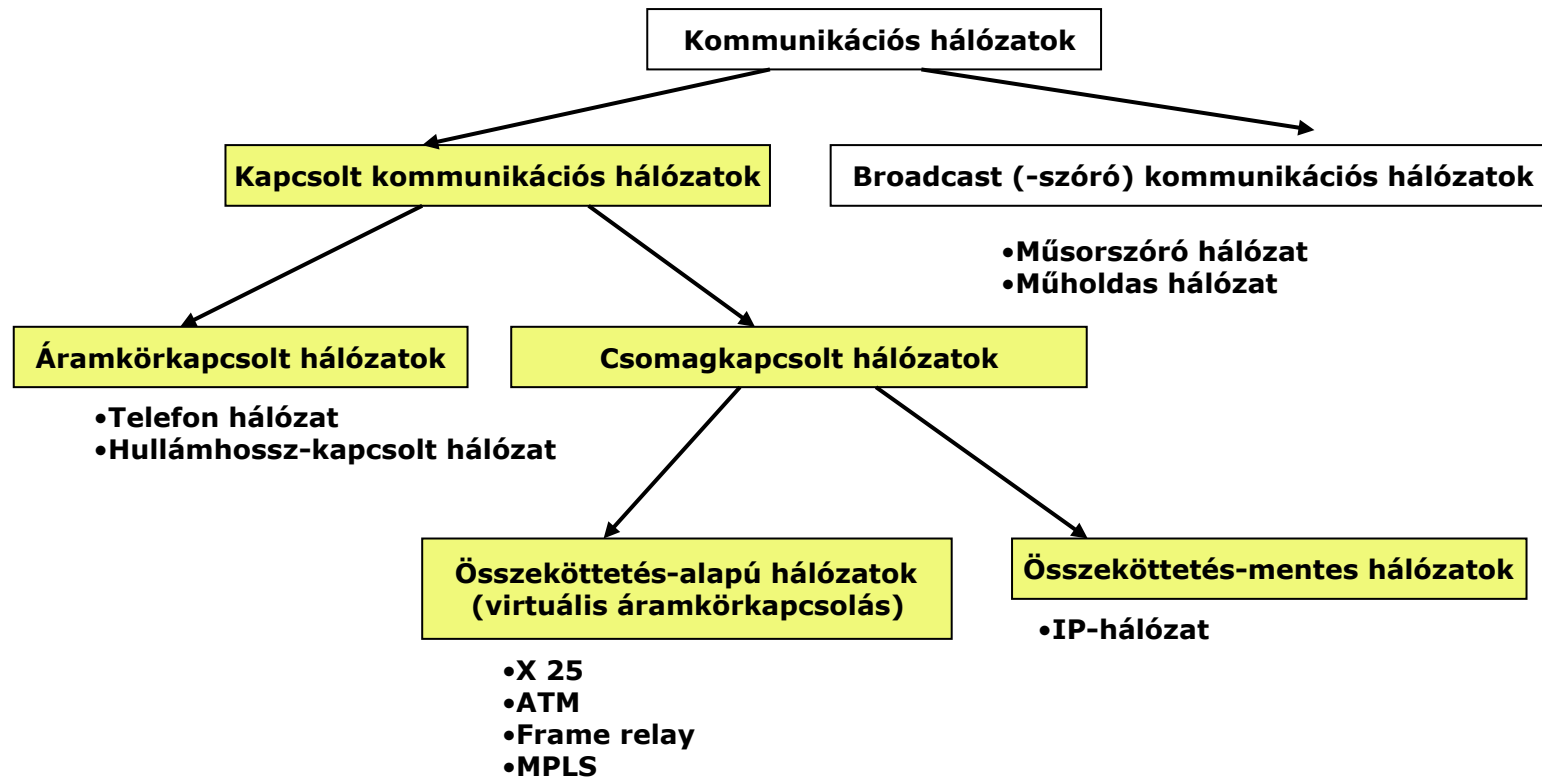 Kommunikációs hálózatok
Kapcsolt kommunikációs hálózatok
Broadcast (-szóró) kommunikációs hálózatok
•Műsorszóró hálózat
•Műholdas hálózat
Áramkörkapcsolt hálózatok
Csomagkapcsolt hálózatok
•Telefon hálózat
•Hullámhossz-kapcsolt hálózat
Összeköttetés-alapú hálózatok
(virtuális áramkörkapcsolás)
Összeköttetés-mentes hálózatok
•IP-hálózat
•X 25
•ATM
•Frame relay
•MPLS